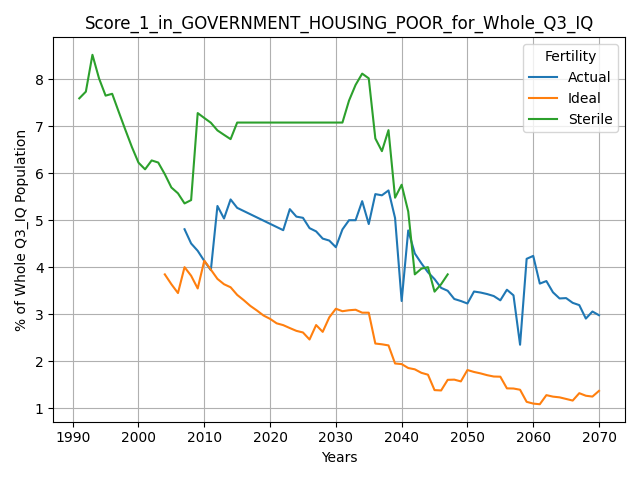 Score_1_in_GOVERNMENT_HOUSING_POOR_for_Whole_Q3_IQ
% of Whole Q3_IQ Population
8
7
6
5
4
3
2
1
Fertility
Actual
Ideal
Sterile
1990 2000 2010 2020 2030 2040 2050 2060 2070
Years